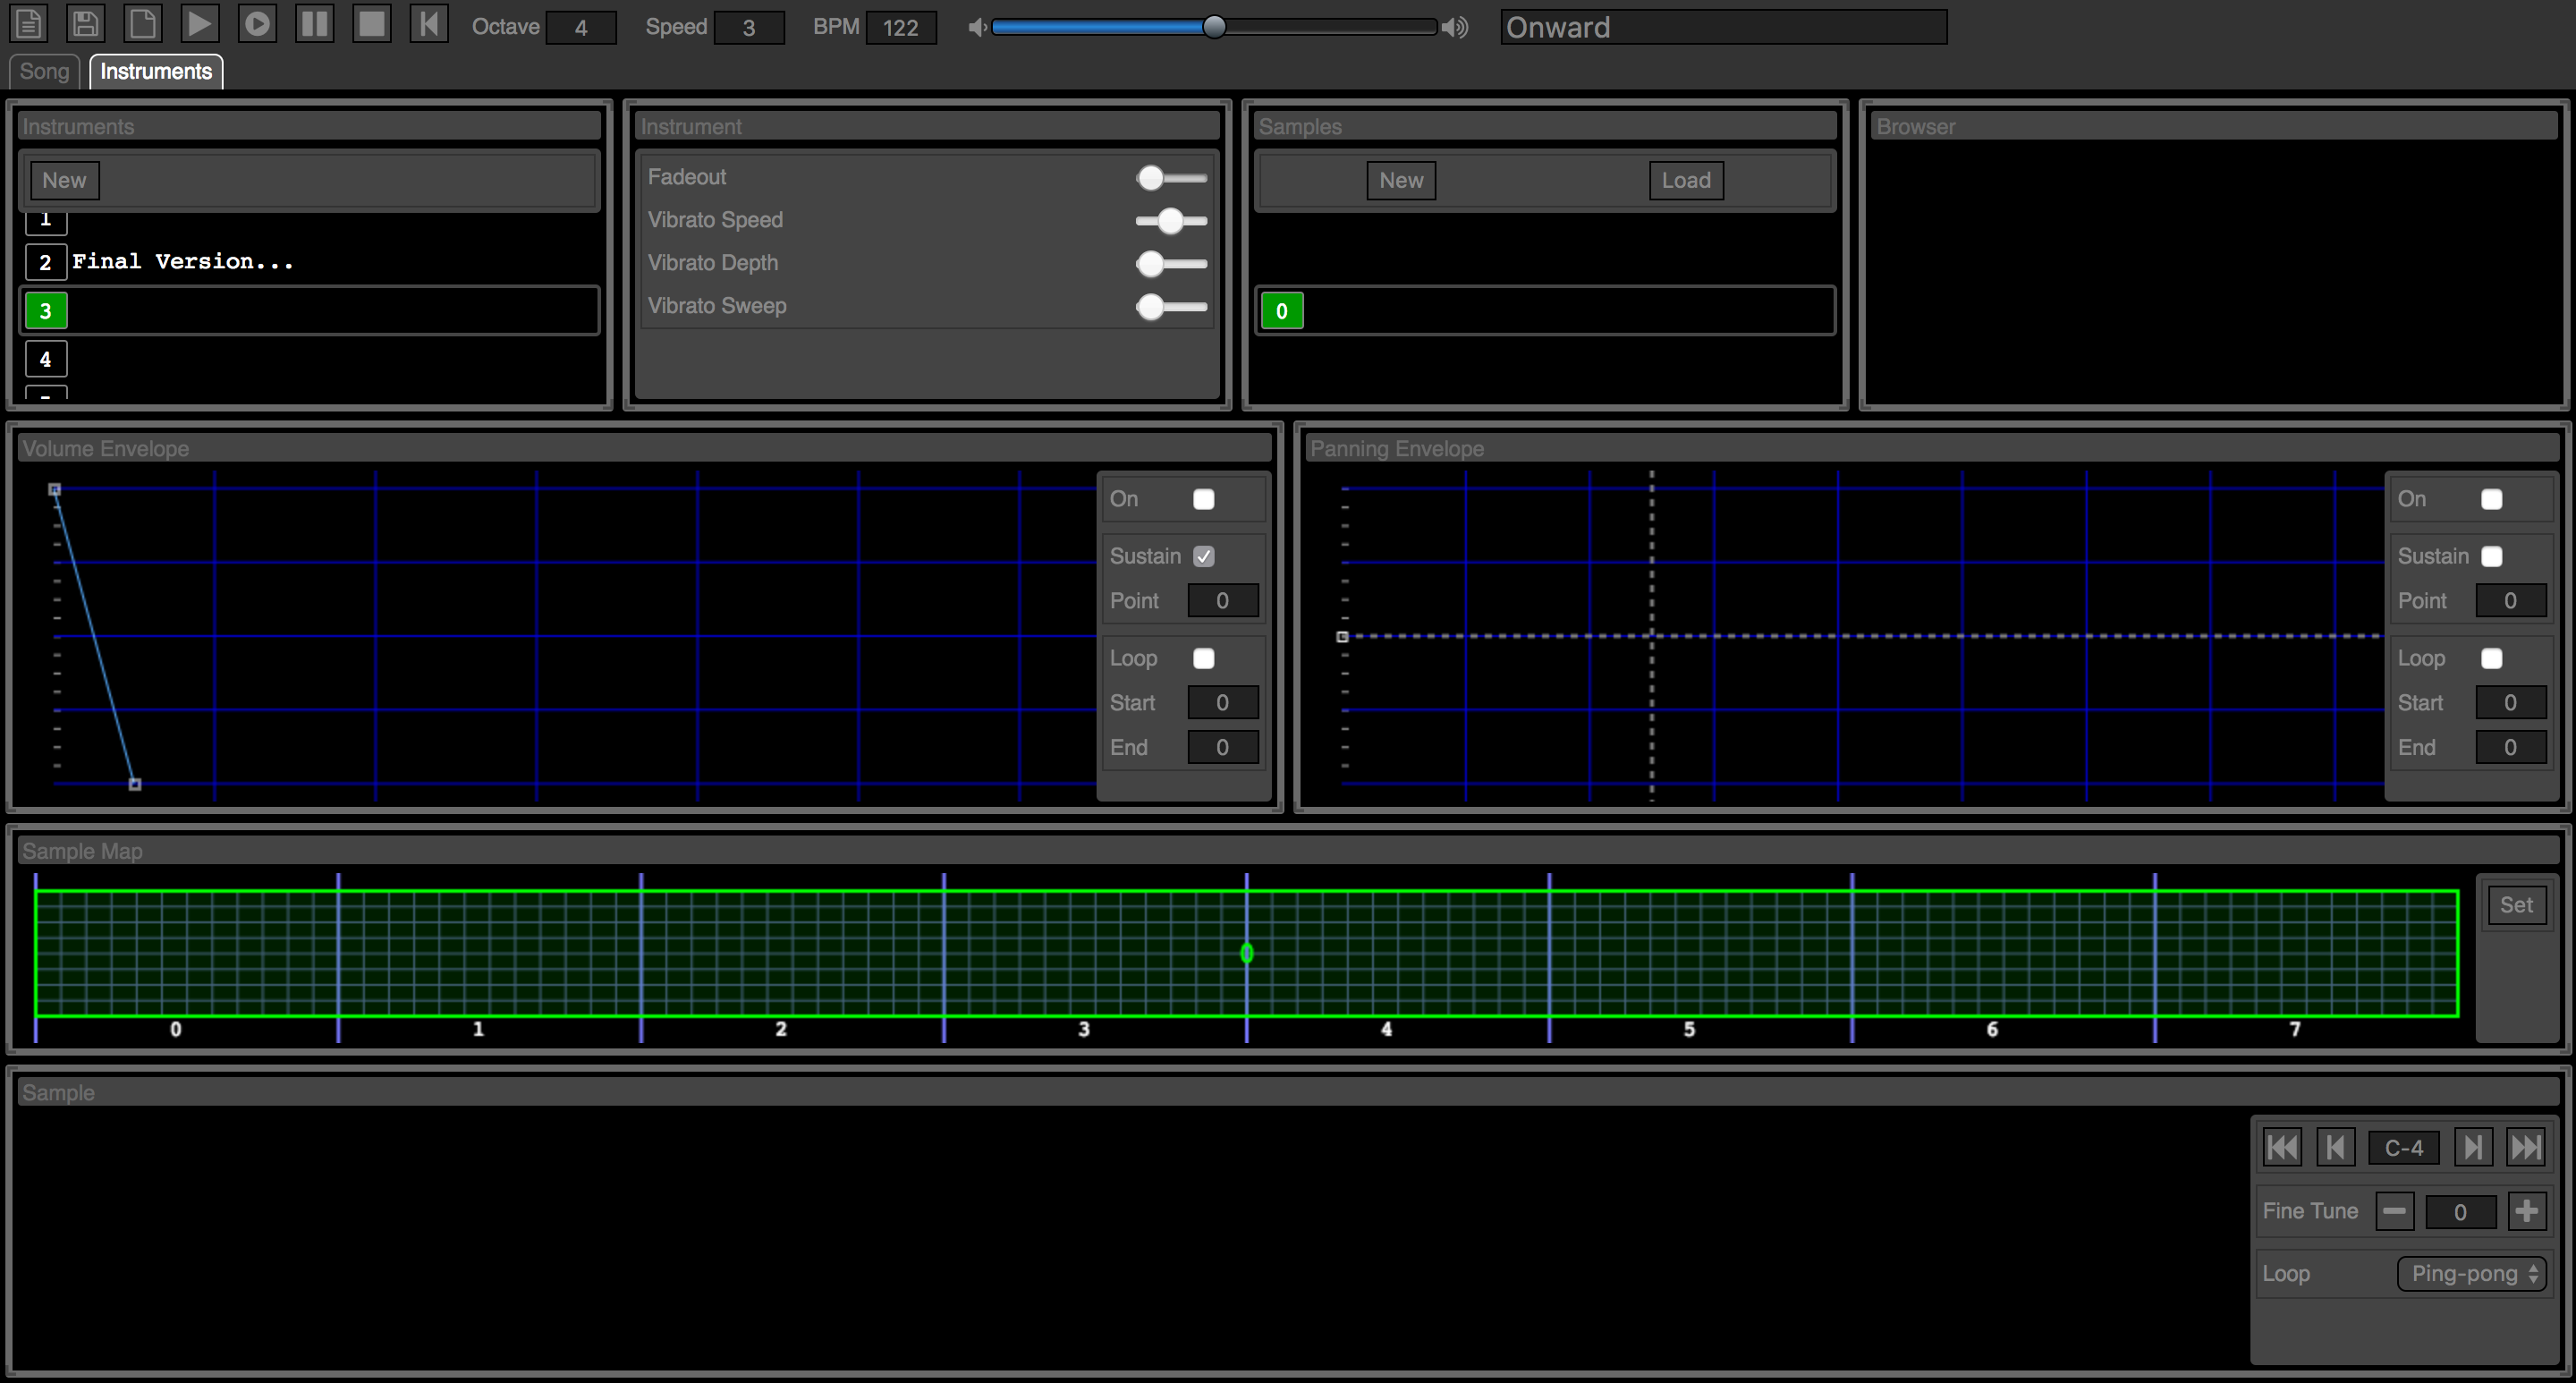 Octave 4 Speed 3 BPM 122 Onward
Song Instruments
Instruments
New
1
2 Final Version...
3
4
Instrument
Fadeout
Vibrato Speed
Vibrato Depth
Vibrato Sweep
Samples
New Load
0
Browser
Volume Envelope
On
Sustain
Point 0
Loop
Start 0
End 0
Panning Envelope
On
Sustain
Point 0
Loop
Start 0
End 0
Sample Map
0
0 1 2 3 4 5 6 7
Set
Sample
C-4
Fine Tune 0
Loop Ping-pong